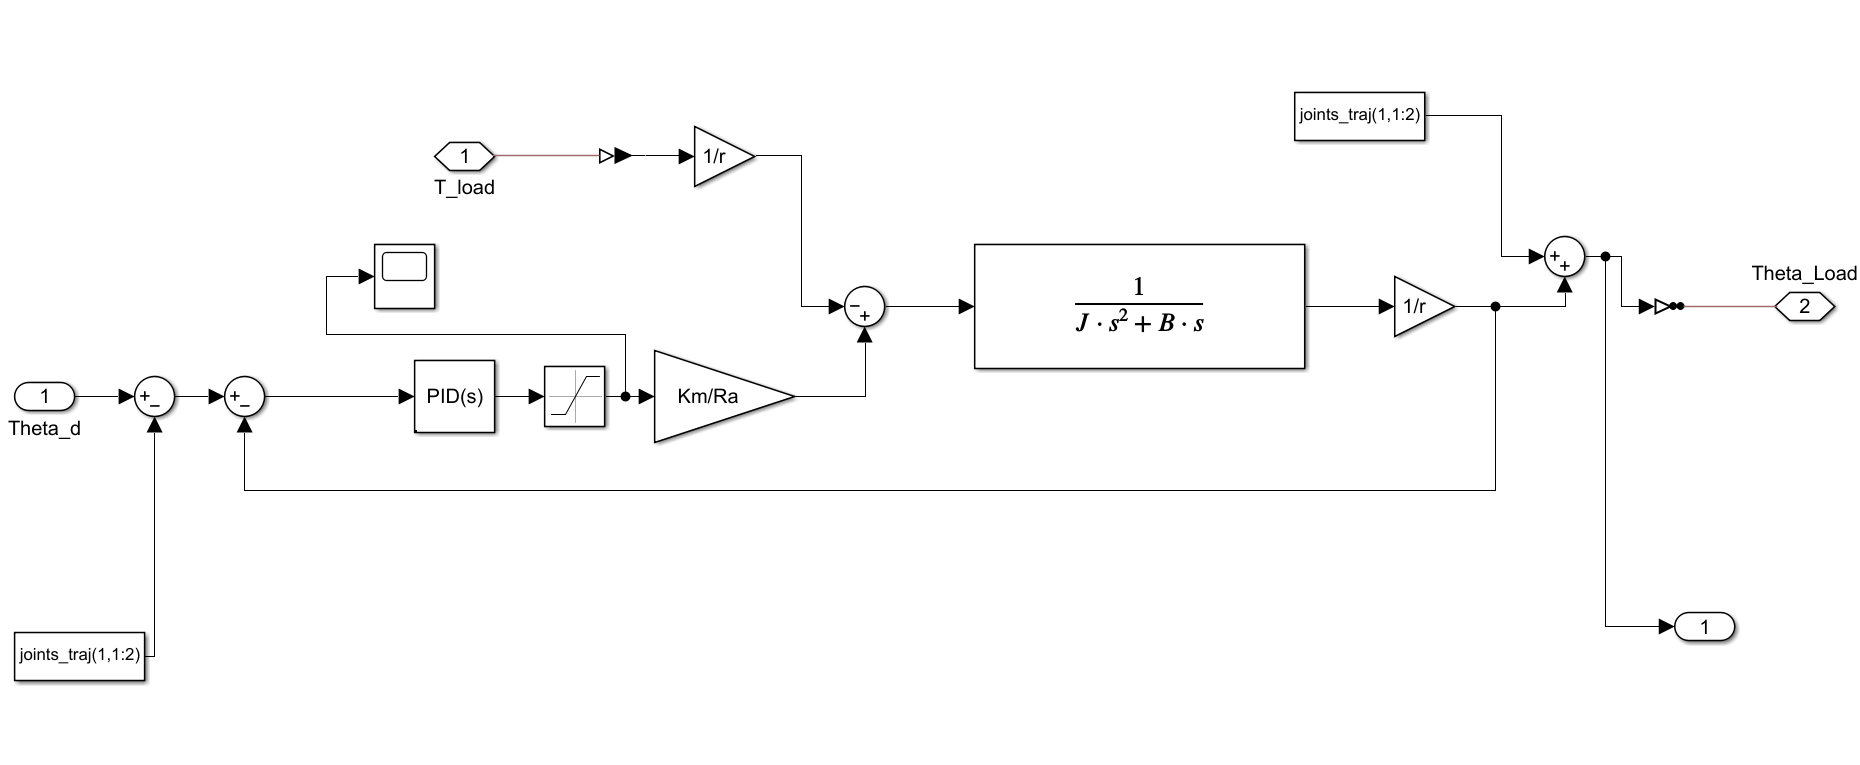 joints_traj(1,1:2)
1
1/r
T_load
Theta_Load
1
J · s² + B · s
1/r
2
+
+
−
+
1
+
−
+
−
PID(s)
Km/Ra
Theta_d
1
joints_traj(1,1:2)